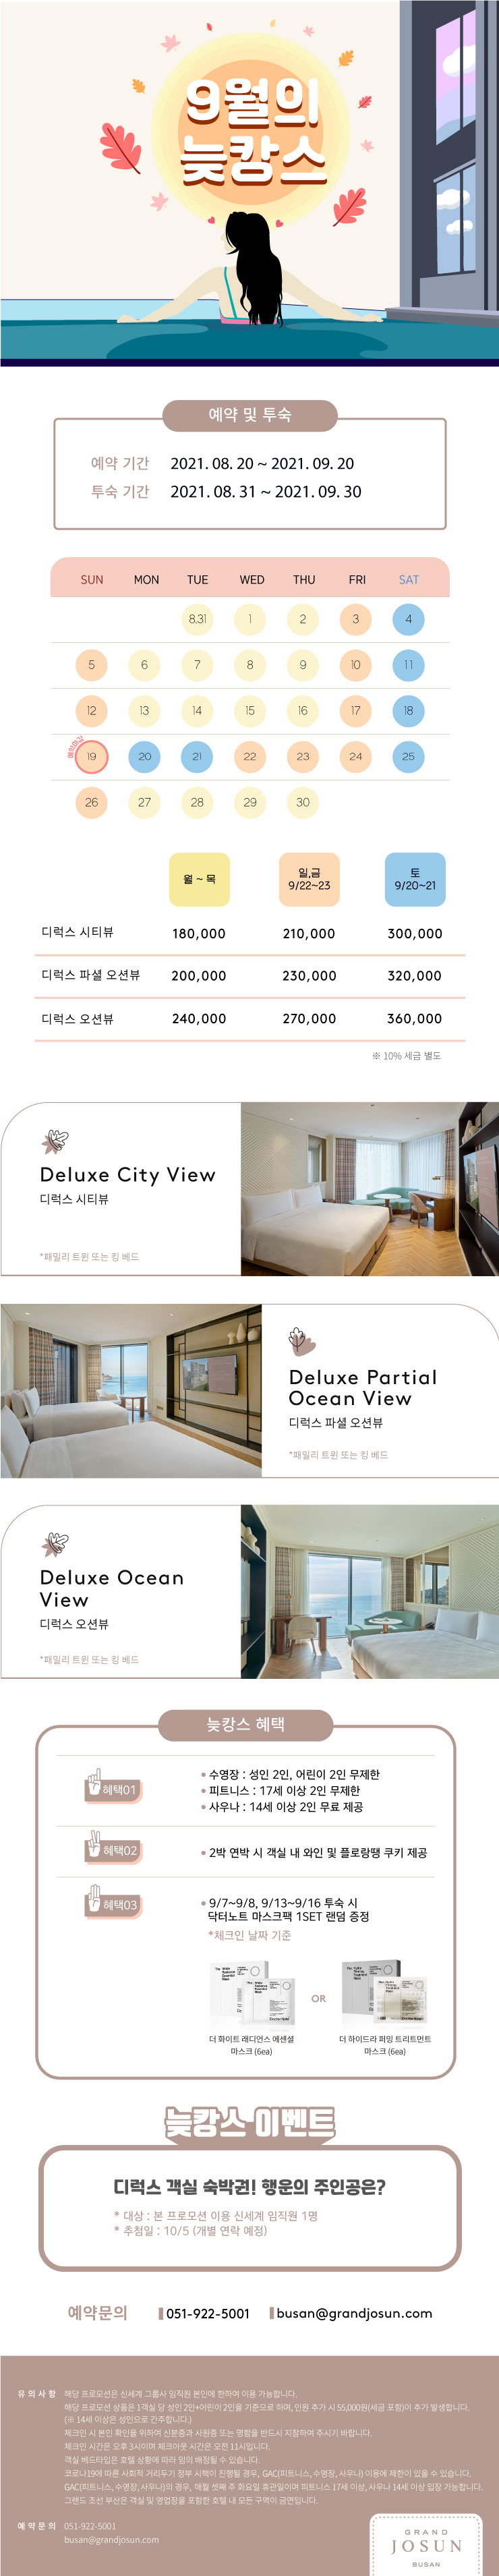 9월의
늦캉스
예약 및 투숙
예약 기간 2021. 08. 20 ~ 2021. 09. 20
투숙 기간 2021. 08. 31 ~ 2021. 09. 30
SUN MON TUE WED THU FRI SAT
8.31 1 2 3 4
5 6 7 8 9 10 11
12 13 14 15 16 17 18
예약마감
19 20 21 22 23 24 25
26 27 28 29 30
월 ~ 목
일,금
9/22~23
토
9/20~21
디럭스 시티뷰 180,000 210,000 300,000
디럭스 파셜 오션뷰 200,000 230,000 320,000
디럭스 오션뷰 240,000 270,000 360,000
※ 10% 세금 별도
Deluxe City View
디럭스 시티뷰
*패밀리 트윈 또는 킹 베드
Deluxe Partial
Ocean View
디럭스 파셜 오션뷰
*패밀리 트윈 또는 킹 베드
Deluxe Ocean
View
디럭스 오션뷰
*패밀리 트윈 또는 킹 베드
늦캉스 혜택
혜택01
• 수영장 : 성인 2인, 어린이 2인 무제한
• 피트니스 : 17세 이상 2인 무제한
• 사우나 : 14세 이상 2인 무료 제공
혜택02
• 2박 연박 시 객실 내 와인 및 플로랑땡 쿠키 제공
혜택03
• 9/7~9/8, 9/13~9/16 투숙 시
닥터노트 마스크팩 1SET 랜덤 증정
*체크인 날짜 기준
OR
더 화이트 래디언스 에센셜
마스크 (6ea)
더 하이드라 퍼밍 트리트먼트
마스크 (6ea)
늦캉스 이벤트
디럭스 객실 숙박권! 행운의 주인공은?
* 대상 : 본 프로모션 이용 신세계 임직원 1명
* 추첨일 : 10/5 (개별 연락 예정)
예약문의 051-922-5001 busan@grandjosun.com
유의사항 해당 프로모션은 신세계 그룹사 임직원 본인에 한하여 이용 가능합니다.
해당 프로모션 상품은 1객실 당 성인 2인+어린이 2인을 기준으로 하며, 인원 추가 시 55,000원(세금 포함)이 추가 발생합니다.
(※ 14세 이상은 성인으로 간주합니다.)
체크인 시 본인 확인을 위하여 신분증과 사원증 또는 명함을 반드시 지참하여 주시기 바랍니다.
체크인 시간은 오후 3시이며 체크아웃 시간은 오전 11시입니다.
객실 베드타입은 호텔 상황에 따라 임의 배정될 수 있습니다.
코로나19에 따른 사회적 거리두기 정부 시책이 진행될 경우, GAC(피트니스, 수영장, 사우나) 이용에 제한이 있을 수 있습니다.
GAC(피트니스, 수영장, 사우나)의 경우, 매월 셋째 주 화요일 휴관일이며 피트니스 17세 이상, 사우나 14세 이상 입장 가능합니다.
그랜드 조선 부산은 객실 및 영업장을 포함한 호텔 내 모든 구역이 금연입니다.
예약문의 051-922-5001
busan@grandjosun.com
GRAND
JOSUN
BUSAN